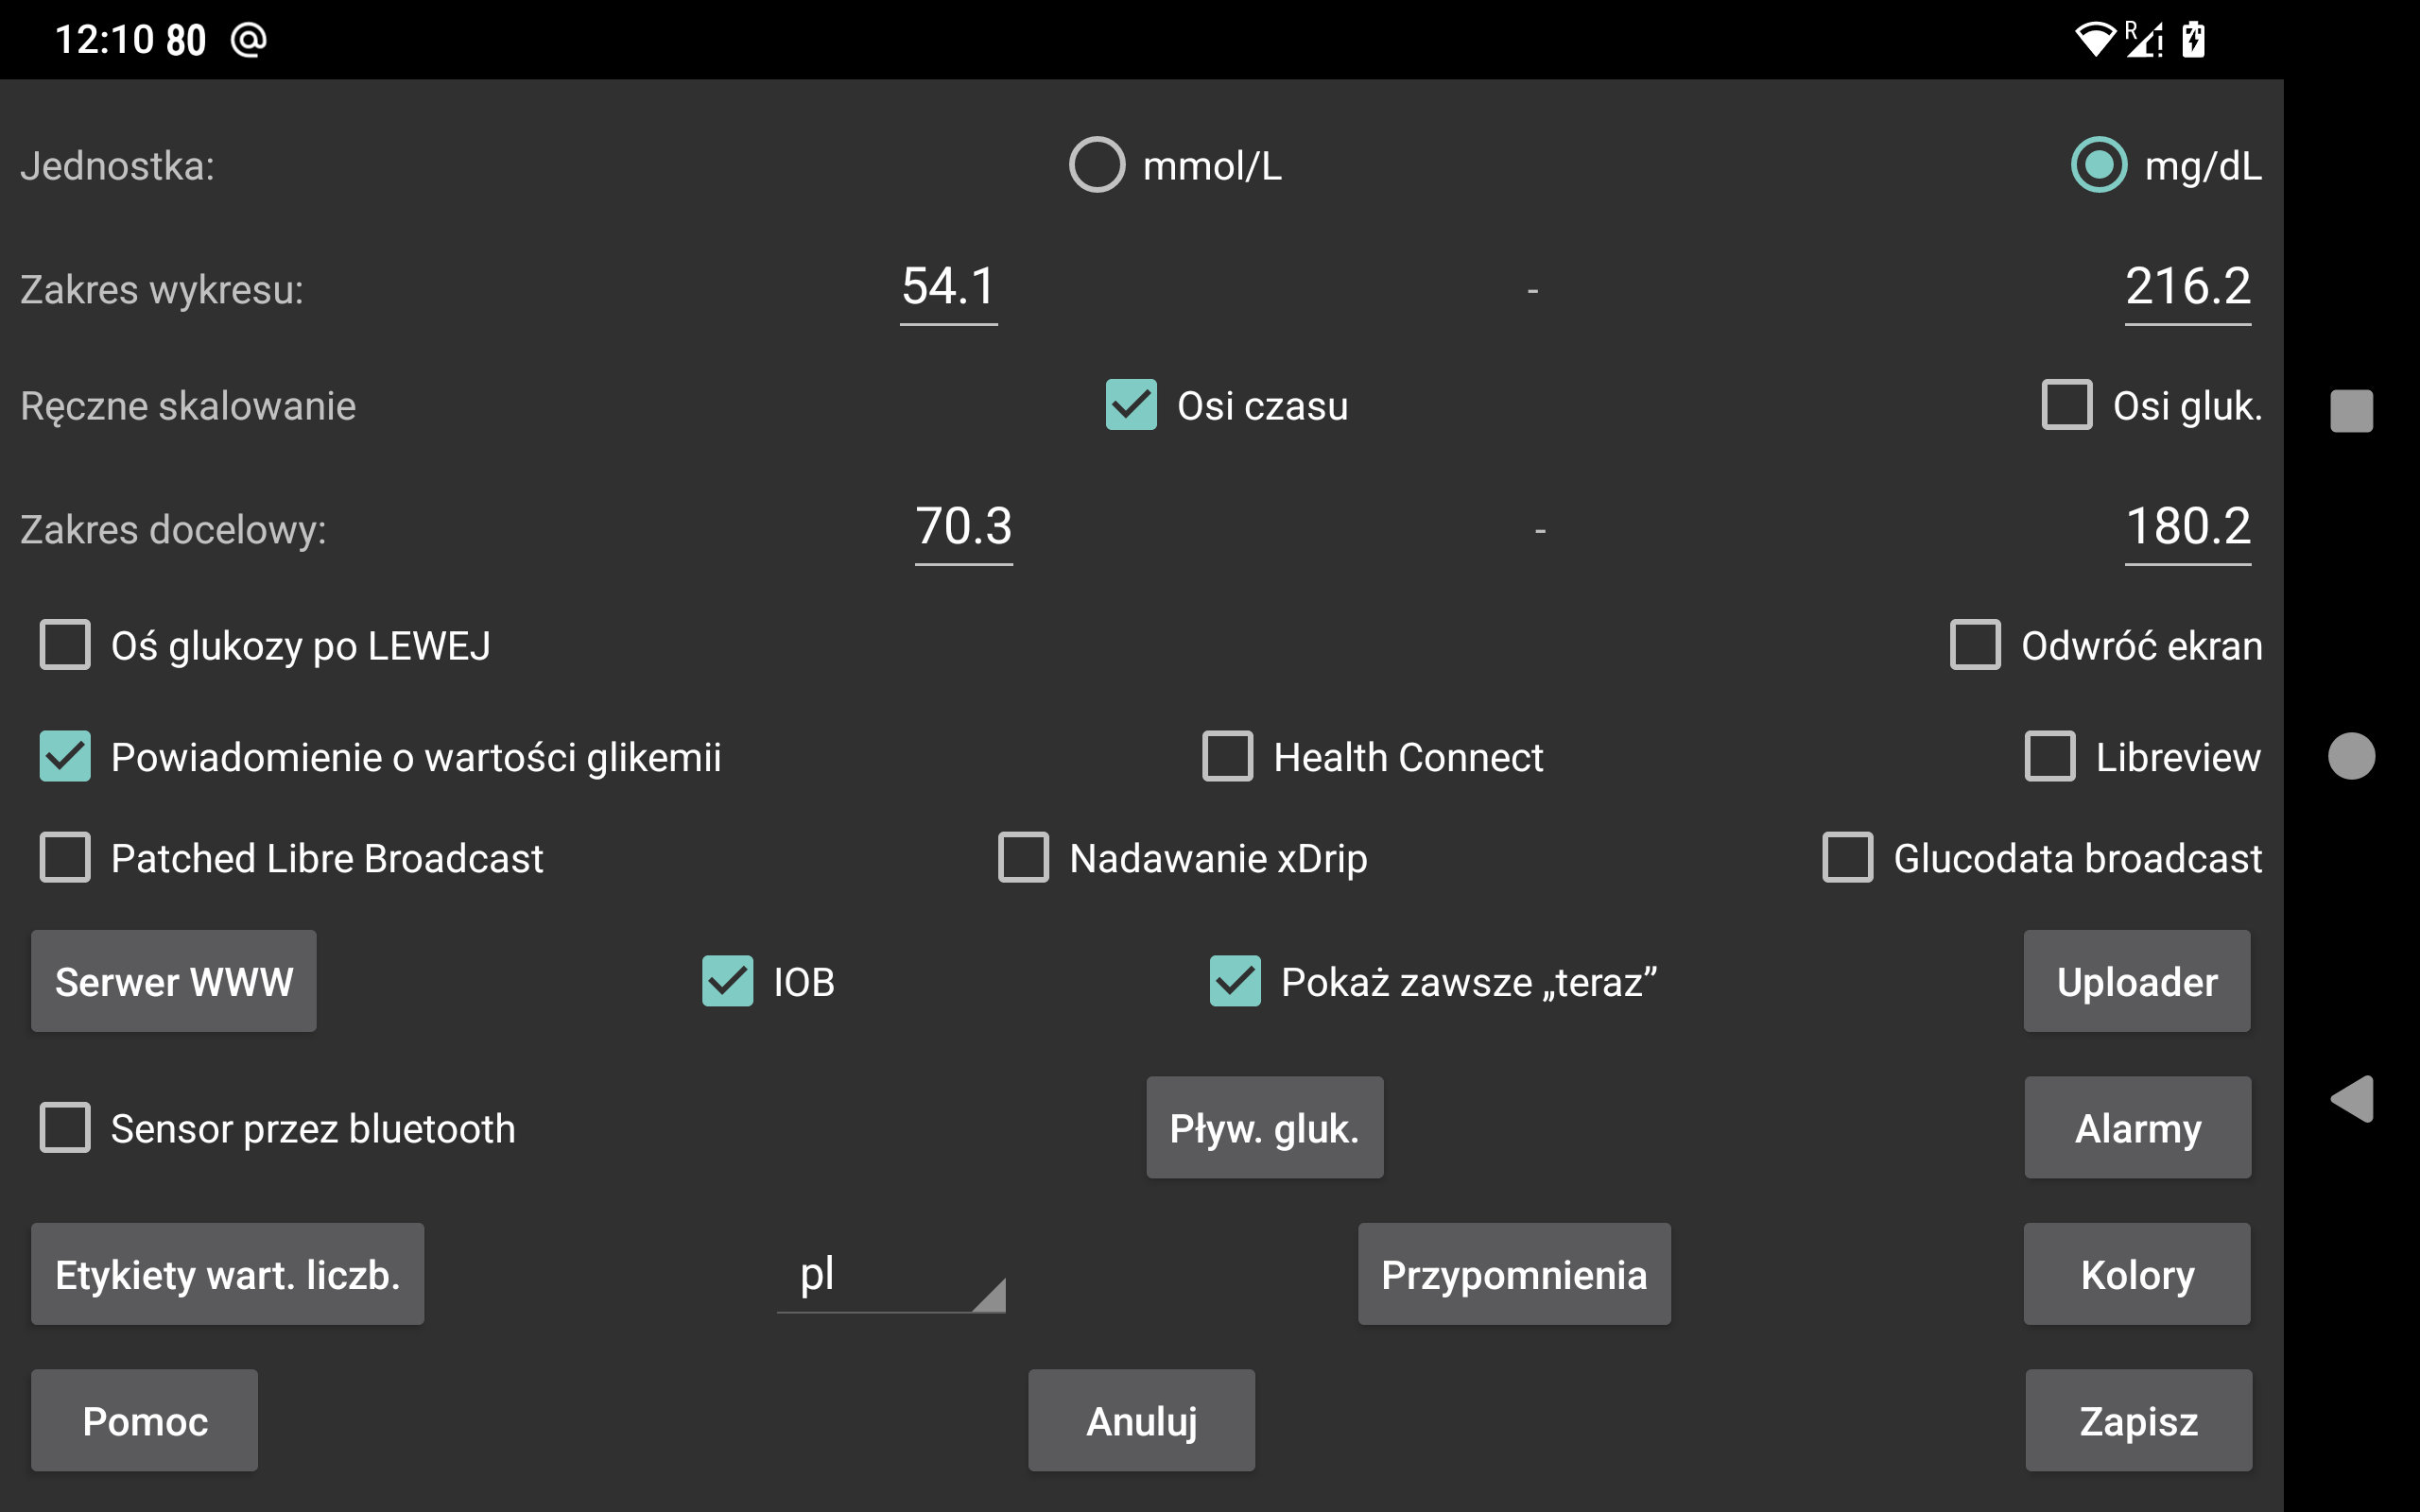 12:10 80
R
Jednostka: mmol/L mg/dL
Zakres wykresu: 54.1 - 216.2
Ręczne skalowanie Osi czasu Osi gluk.
Zakres docelowy: 70.3 - 180.2
Oś glukozy po LEWEJ Odwróć ekran
Powiadomienie o wartości glikemii Health Connect Libreview
Patched Libre Broadcast Nadawanie xDrip Glucodata broadcast
Serwer WWW IOB Pokaż zawsze „teraz” Uploader
Sensor przez bluetooth Pływ. gluk. Alarmy
Etykiety wart. liczb. pl Przypomnienia Kolory
Pomoc Anuluj Zapisz